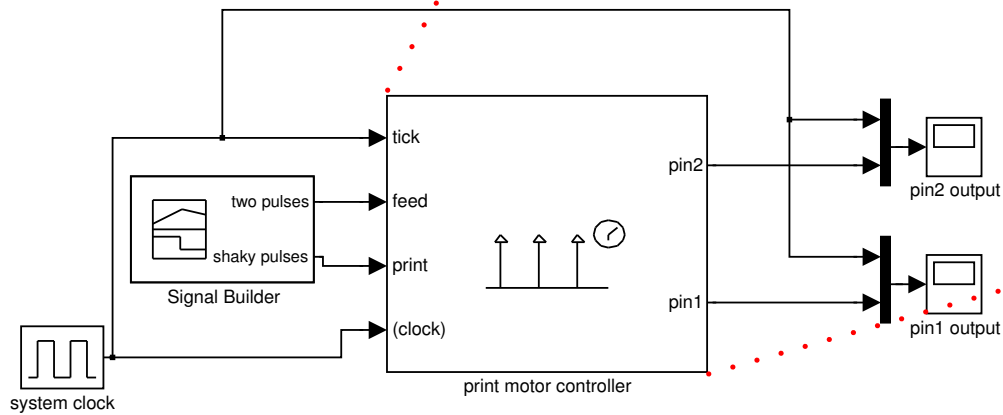 tick
pin2
pin2 output
two pulses
feed
shaky pulses
print
Signal Builder
pin1
(clock)
pin1 output
print motor controller
system clock